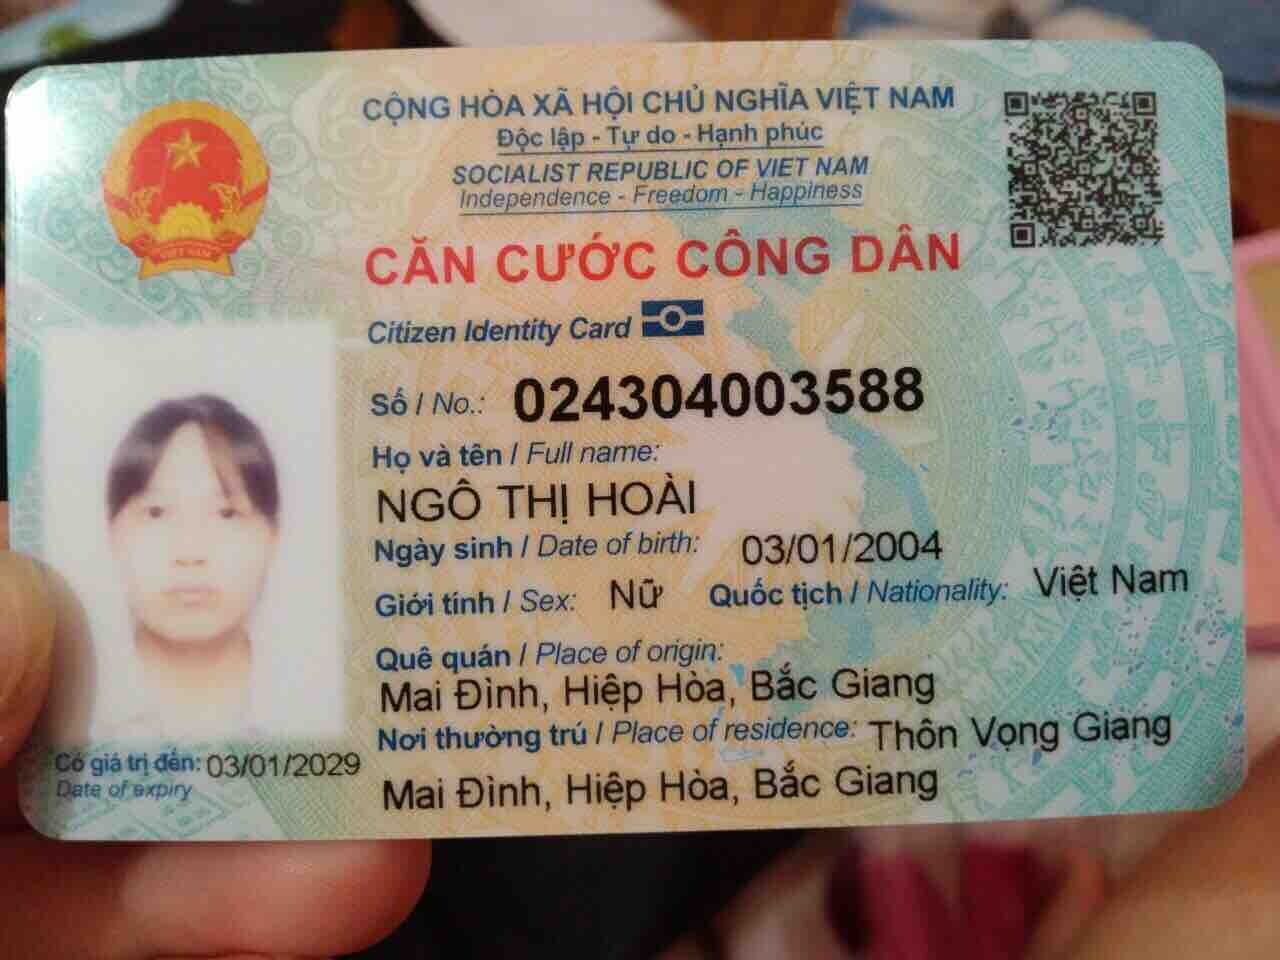 CỘNG HÒA XÃ HỘI CHỦ NGHĨA VIỆT NAM
Độc lập - Tự do - Hạnh phúc
SOCIALIST REPUBLIC OF VIET NAM
Independence - Freedom - Happiness
CĂN CƯỚC CÔNG DÂN
Citizen Identity Card
Số / No.: 024304003588
Họ và tên / Full name:
NGÔ THỊ HOÀI
Ngày sinh / Date of birth: 03/01/2004
Giới tính / Sex: Nữ Quốc tịch / Nationality: Việt Nam
Quê quán / Place of origin:
Mai Đình, Hiệp Hòa, Bắc Giang
Nơi thường trú / Place of residence: Thôn Vọng Giang
Mai Đình, Hiệp Hòa, Bắc Giang
Có giá trị đến: 03/01/2029
Date of expiry
VIỆT NAM